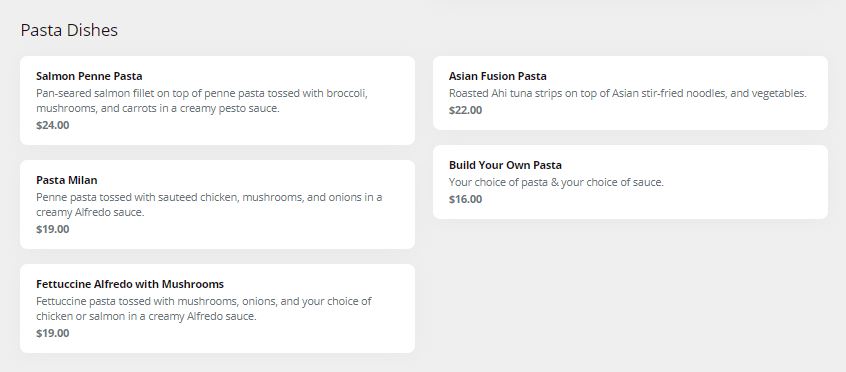 Pasta Dishes
Salmon Penne Pasta
Pan-seared salmon fillet on top of penne pasta tossed with broccoli,
mushrooms, and carrots in a creamy pesto sauce.
$24.00
Pasta Milan
Penne pasta tossed with sauteed chicken, mushrooms, and onions in a
creamy Alfredo sauce.
$19.00
Fettuccine Alfredo with Mushrooms
Fettuccine pasta tossed with mushrooms, onions, and your choice of
chicken or salmon in a creamy Alfredo sauce.
$19.00
Asian Fusion Pasta
Roasted Ahi tuna strips on top of Asian stir-fried noodles, and vegetables.
$22.00
Build Your Own Pasta
Your choice of pasta & your choice of sauce.
$16.00